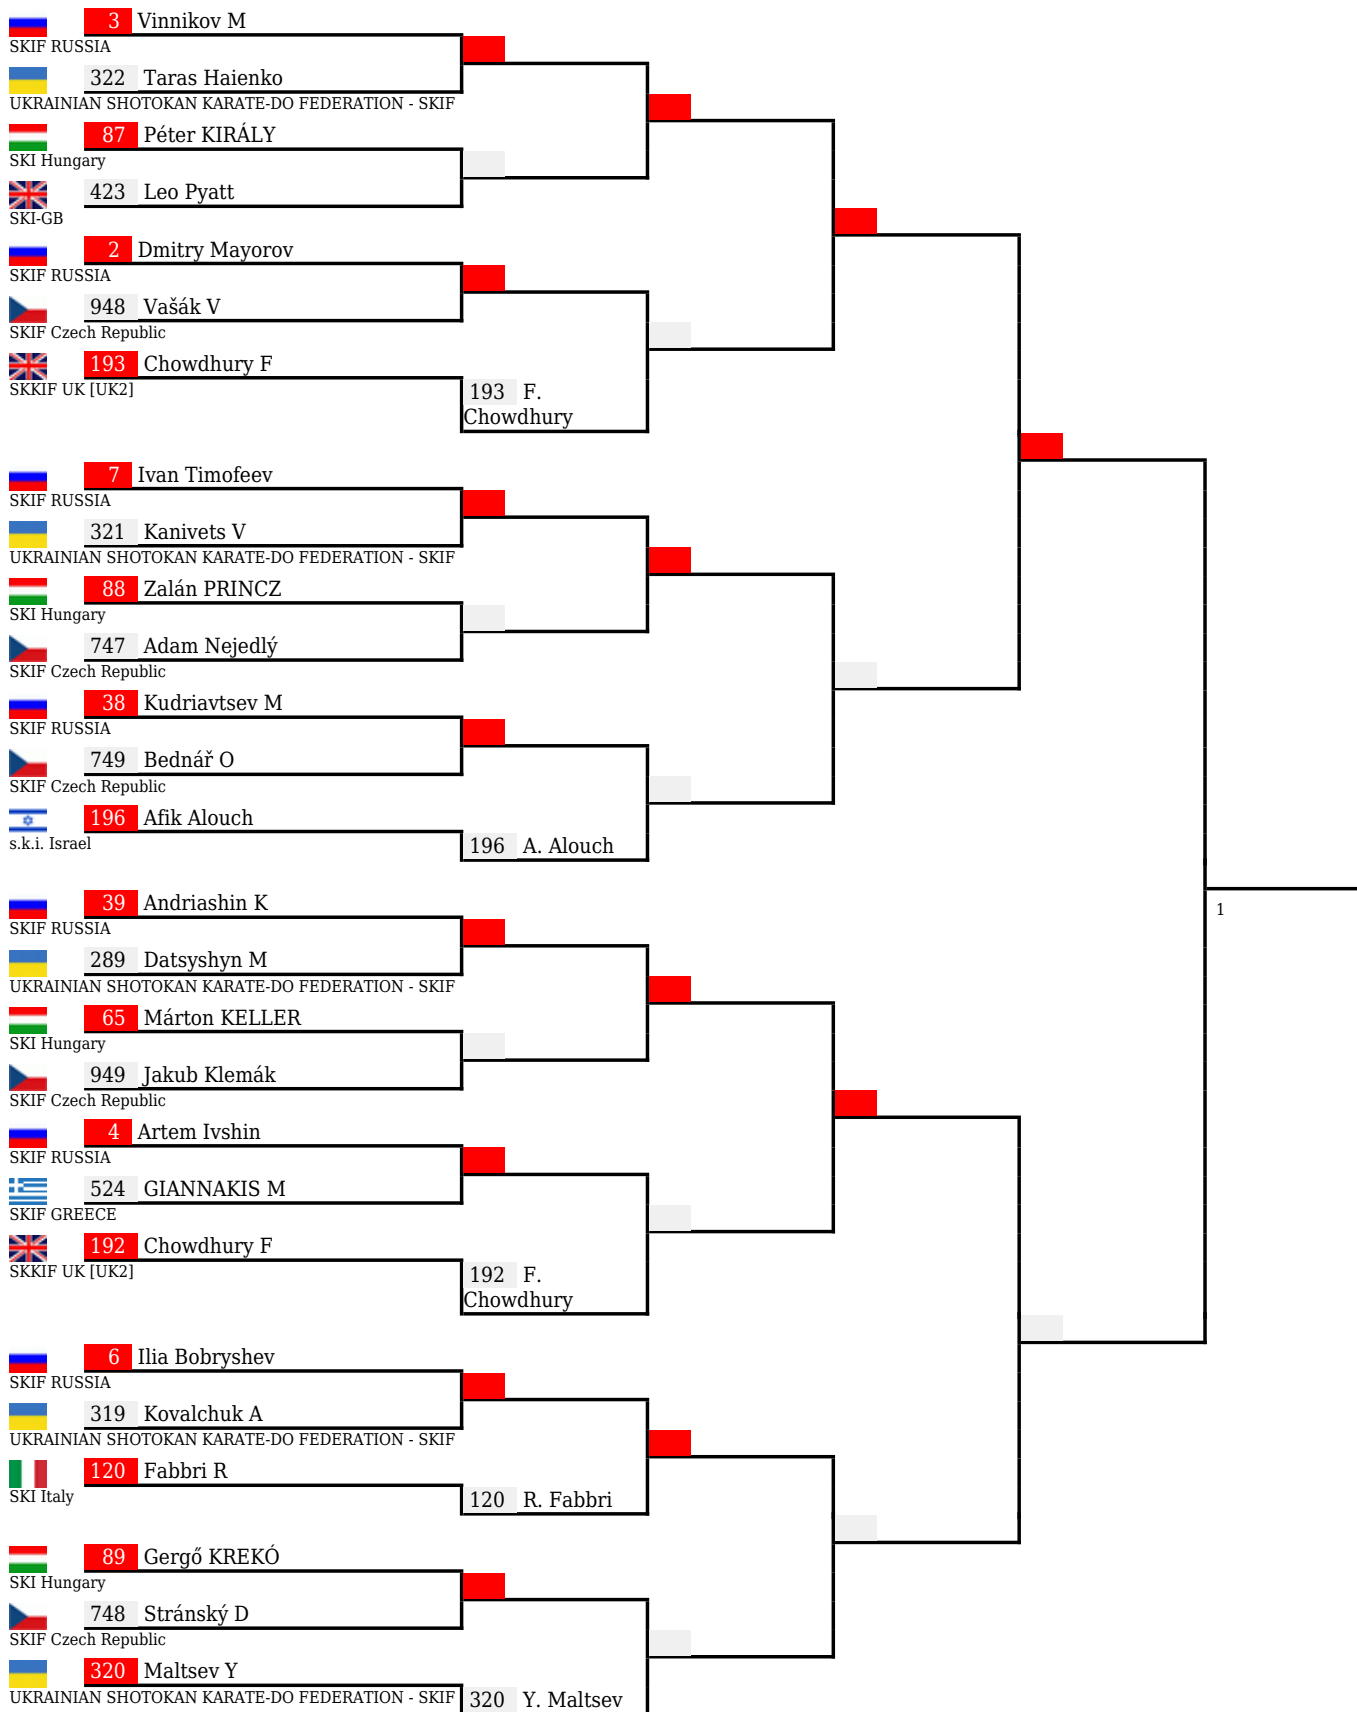 3 Vinnikov M
SKIF RUSSIA
322 Taras Haienko
UKRAINIAN SHOTOKAN KARATE-DO FEDERATION - SKIF
87 Péter KIRÁLY
SKI Hungary
423 Leo Pyatt
SKI-GB
2 Dmitry Mayorov
SKIF RUSSIA
948 Vašák V
SKIF Czech Republic
193 Chowdhury F
SKKIF UK [UK2]
193 F.
Chowdhury
7 Ivan Timofeev
SKIF RUSSIA
321 Kanivets V
UKRAINIAN SHOTOKAN KARATE-DO FEDERATION - SKIF
88 Zalán PRINCZ
SKI Hungary
747 Adam Nejedlý
SKIF Czech Republic
38 Kudriavtsev M
SKIF RUSSIA
749 Bednář O
SKIF Czech Republic
196 Afik Alouch
s.k.i. Israel
196 A. Alouch
39 Andriashin K
SKIF RUSSIA
1
289 Datsyshyn M
UKRAINIAN SHOTOKAN KARATE-DO FEDERATION - SKIF
65 Márton KELLER
SKI Hungary
949 Jakub Klemák
SKIF Czech Republic
4 Artem Ivshin
SKIF RUSSIA
524 GIANNAKIS M
SKIF GREECE
192 Chowdhury F
SKKIF UK [UK2]
192 F.
Chowdhury
6 Ilia Bobryshev
SKIF RUSSIA
319 Kovalchuk A
UKRAINIAN SHOTOKAN KARATE-DO FEDERATION - SKIF
120 Fabbri R
SKI Italy
120 R. Fabbri
89 Gergő KREKÓ
SKI Hungary
748 Stránský D
SKIF Czech Republic
320 Maltsev Y
UKRAINIAN SHOTOKAN KARATE-DO FEDERATION - SKIF
320 Y. Maltsev